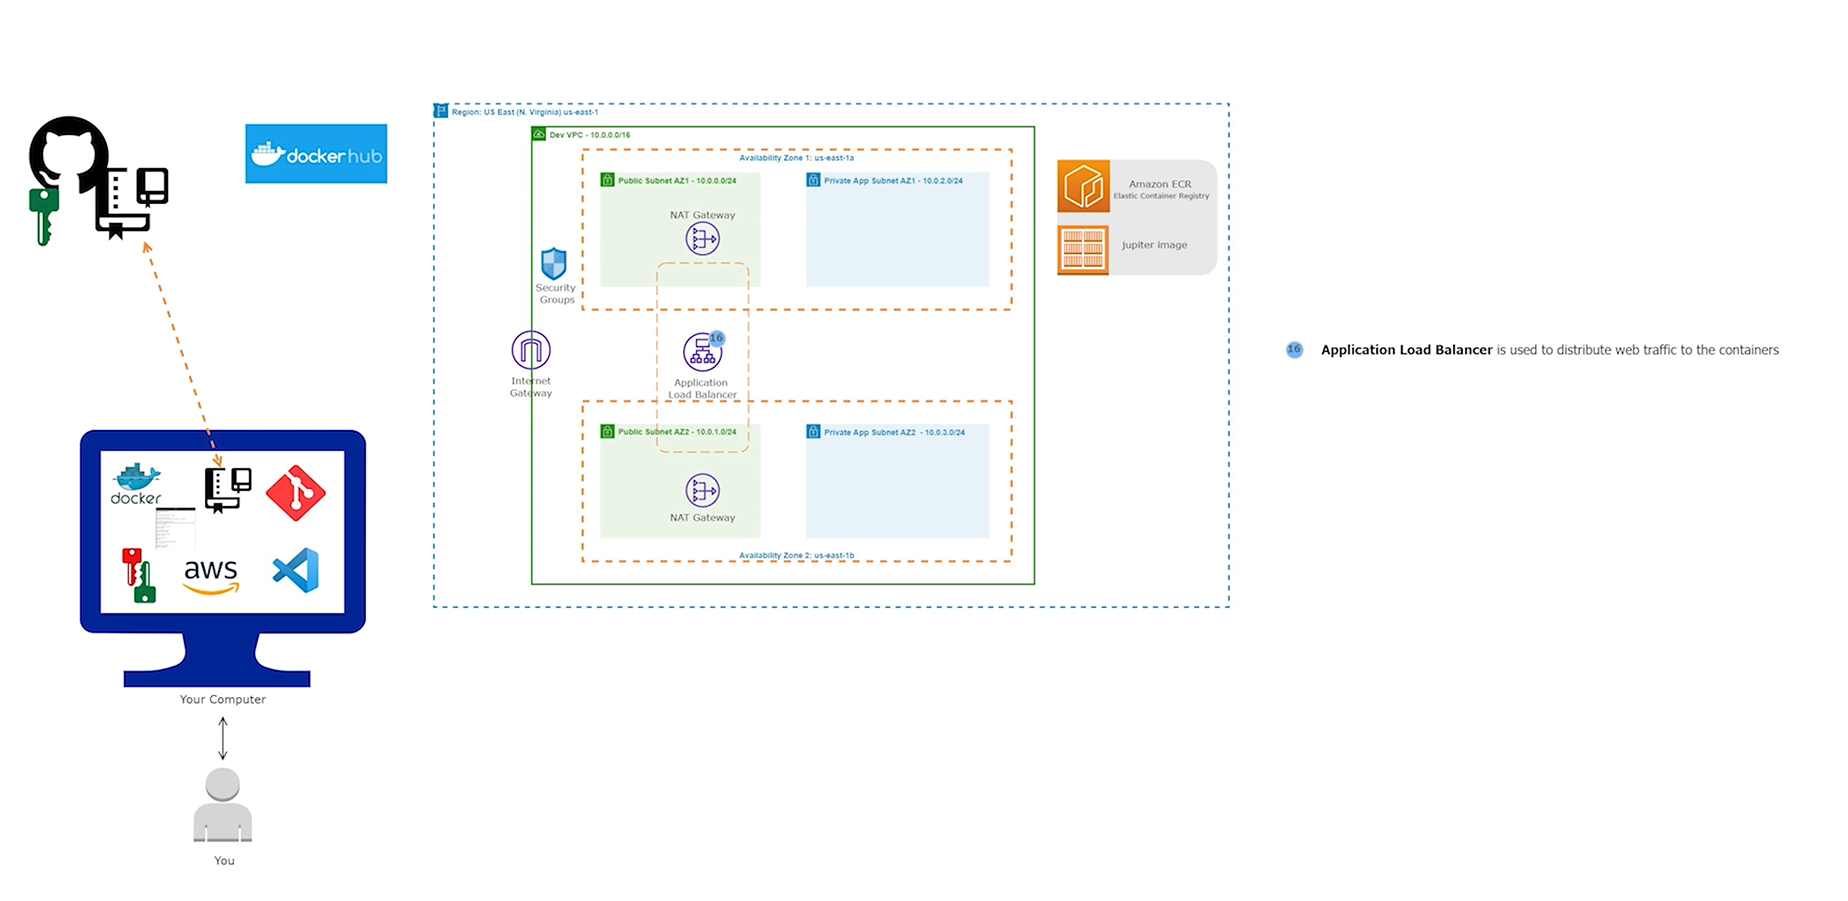 dockerhub
Region: US East (N. Virginia) us-east-1
Dev VPC - 10.0.0.0/16
Availability Zone 1: us-east-1a
Public Subnet AZ1 - 10.0.0.0/24
Private App Subnet AZ1 - 10.0.2.0/24
NAT Gateway
Amazon ECR
Elastic Container Registry
jupiter image
Security
Groups
Internet
Gateway
16
Application
Load Balancer
16 Application Load Balancer is used to distribute web traffic to the containers
Public Subnet AZ2 - 10.0.1.0/24
Private App Subnet AZ2 - 10.0.3.0/24
NAT Gateway
Availability Zone 2: us-east-1b
docker
aws
Your Computer
You